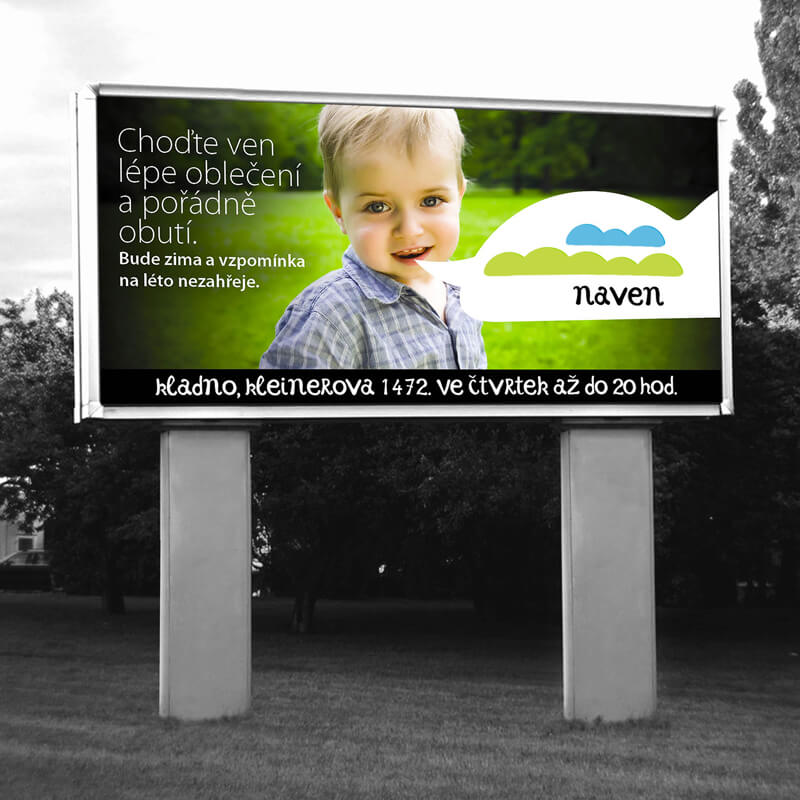 Choďte ven
lépe oblečení
a pořádně
obutí.
Bude zima a vzpomínka
na léto nezahřeje.
naven
kladno, kleinerova 1472. ve čtvrtek až do 20 hod.